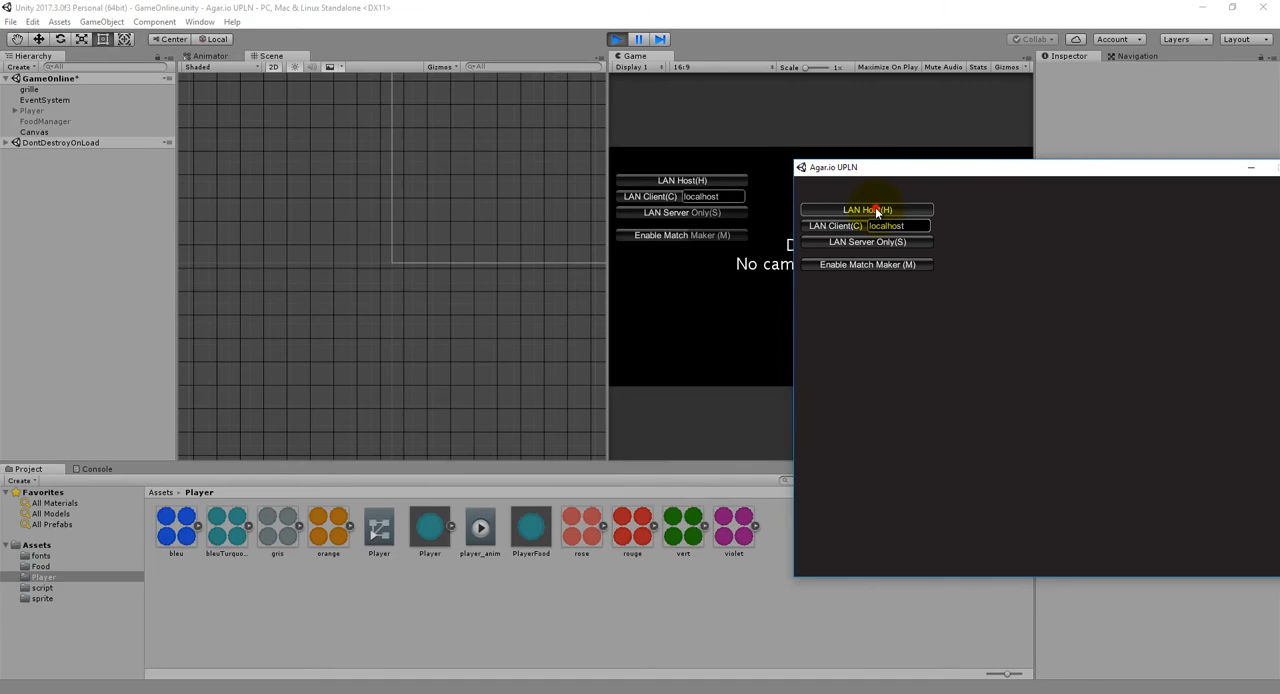 Unity 2017.3.0f3 Personal (64bit) - GameOnline.unity - Agar.io UPLN - PC, Mac & Linux Standalone <DX11>
File Edit Assets GameObject Component Window Help
Center Local Collab Account Layers Layout
Hierarchy Animator Scene Game Inspector Navigation
Create All Shaded 2D Gizmos All Display 1 16:9 Scale 1x Maximize On Play Mute Audio Stats Gizmos
GameOnline*
grille
EventSystem
Player
FoodManager
Canvas
DontDestroyOnLoad
LAN Host(H)
LAN Client(C) localhost
LAN Server Only(S)
Enable Match Maker (M)
D
No cam
Agar.io UPLN
LAN (H)
LAN Client(C) localhost
LAN Server Only(S)
Enable Match Maker (M)
Project Console
Create
Favorites
All Materials
All Models
All Prefabs
Assets
fonts
Food
Player
script
sprite
Assets Player
bleu bleuTurquo... gris orange Player Player player_anim PlayerFood rose rouge vert violet